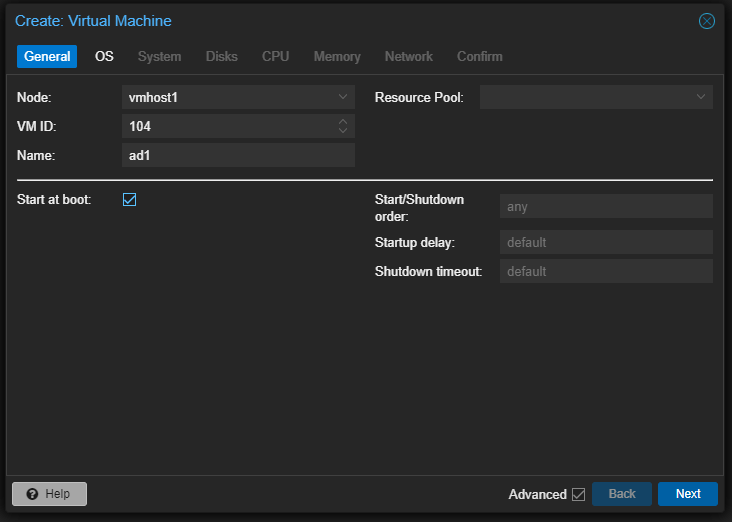 Create: Virtual Machine
General OS System Disks CPU Memory Network Confirm
Node: vmhost1 Resource Pool:
VM ID: 104
Name: ad1
Start at boot: Start/Shutdown order: any
Startup delay: default
Shutdown timeout: default
? Help Advanced Back Next